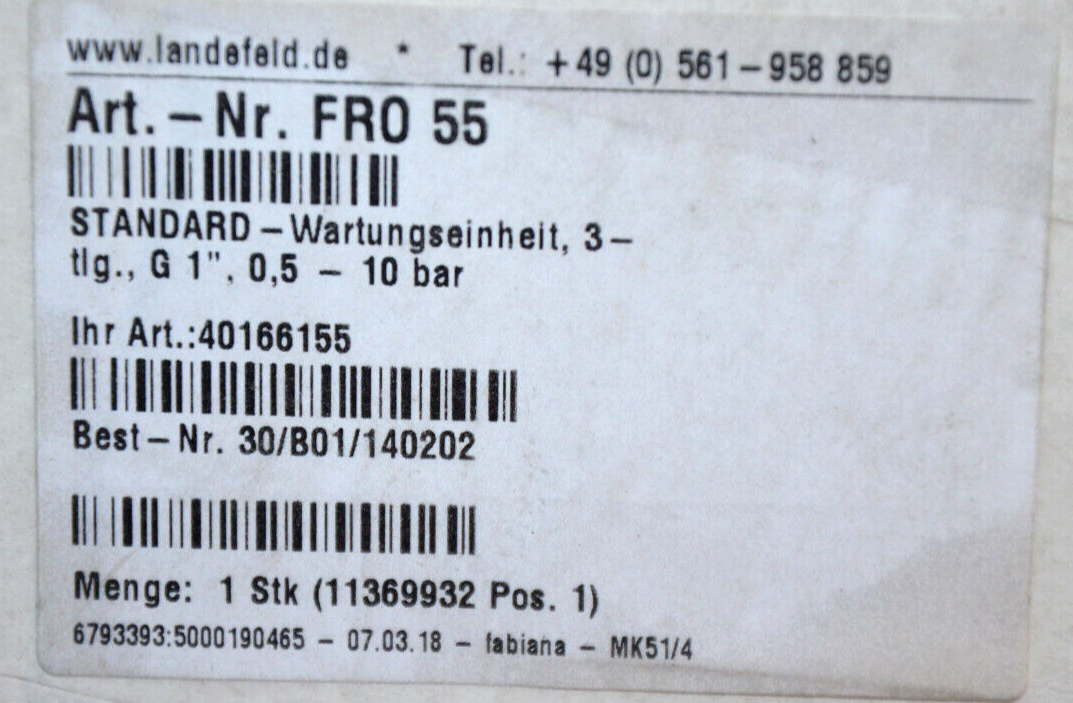 www.landefeld.de * Tel.: +49 (0) 561-958 859
Art.-Nr. FRO 55
STANDARD-Wartungseinheit, 3-
tlg., G 1", 0,5 - 10 bar
Ihr Art.:40166155
Best-Nr. 30/B01/140202
Menge: 1 Stk (11369932 Pos. 1)
6793393:5000190465 - 07.03.18 - fabiana - MK51/4